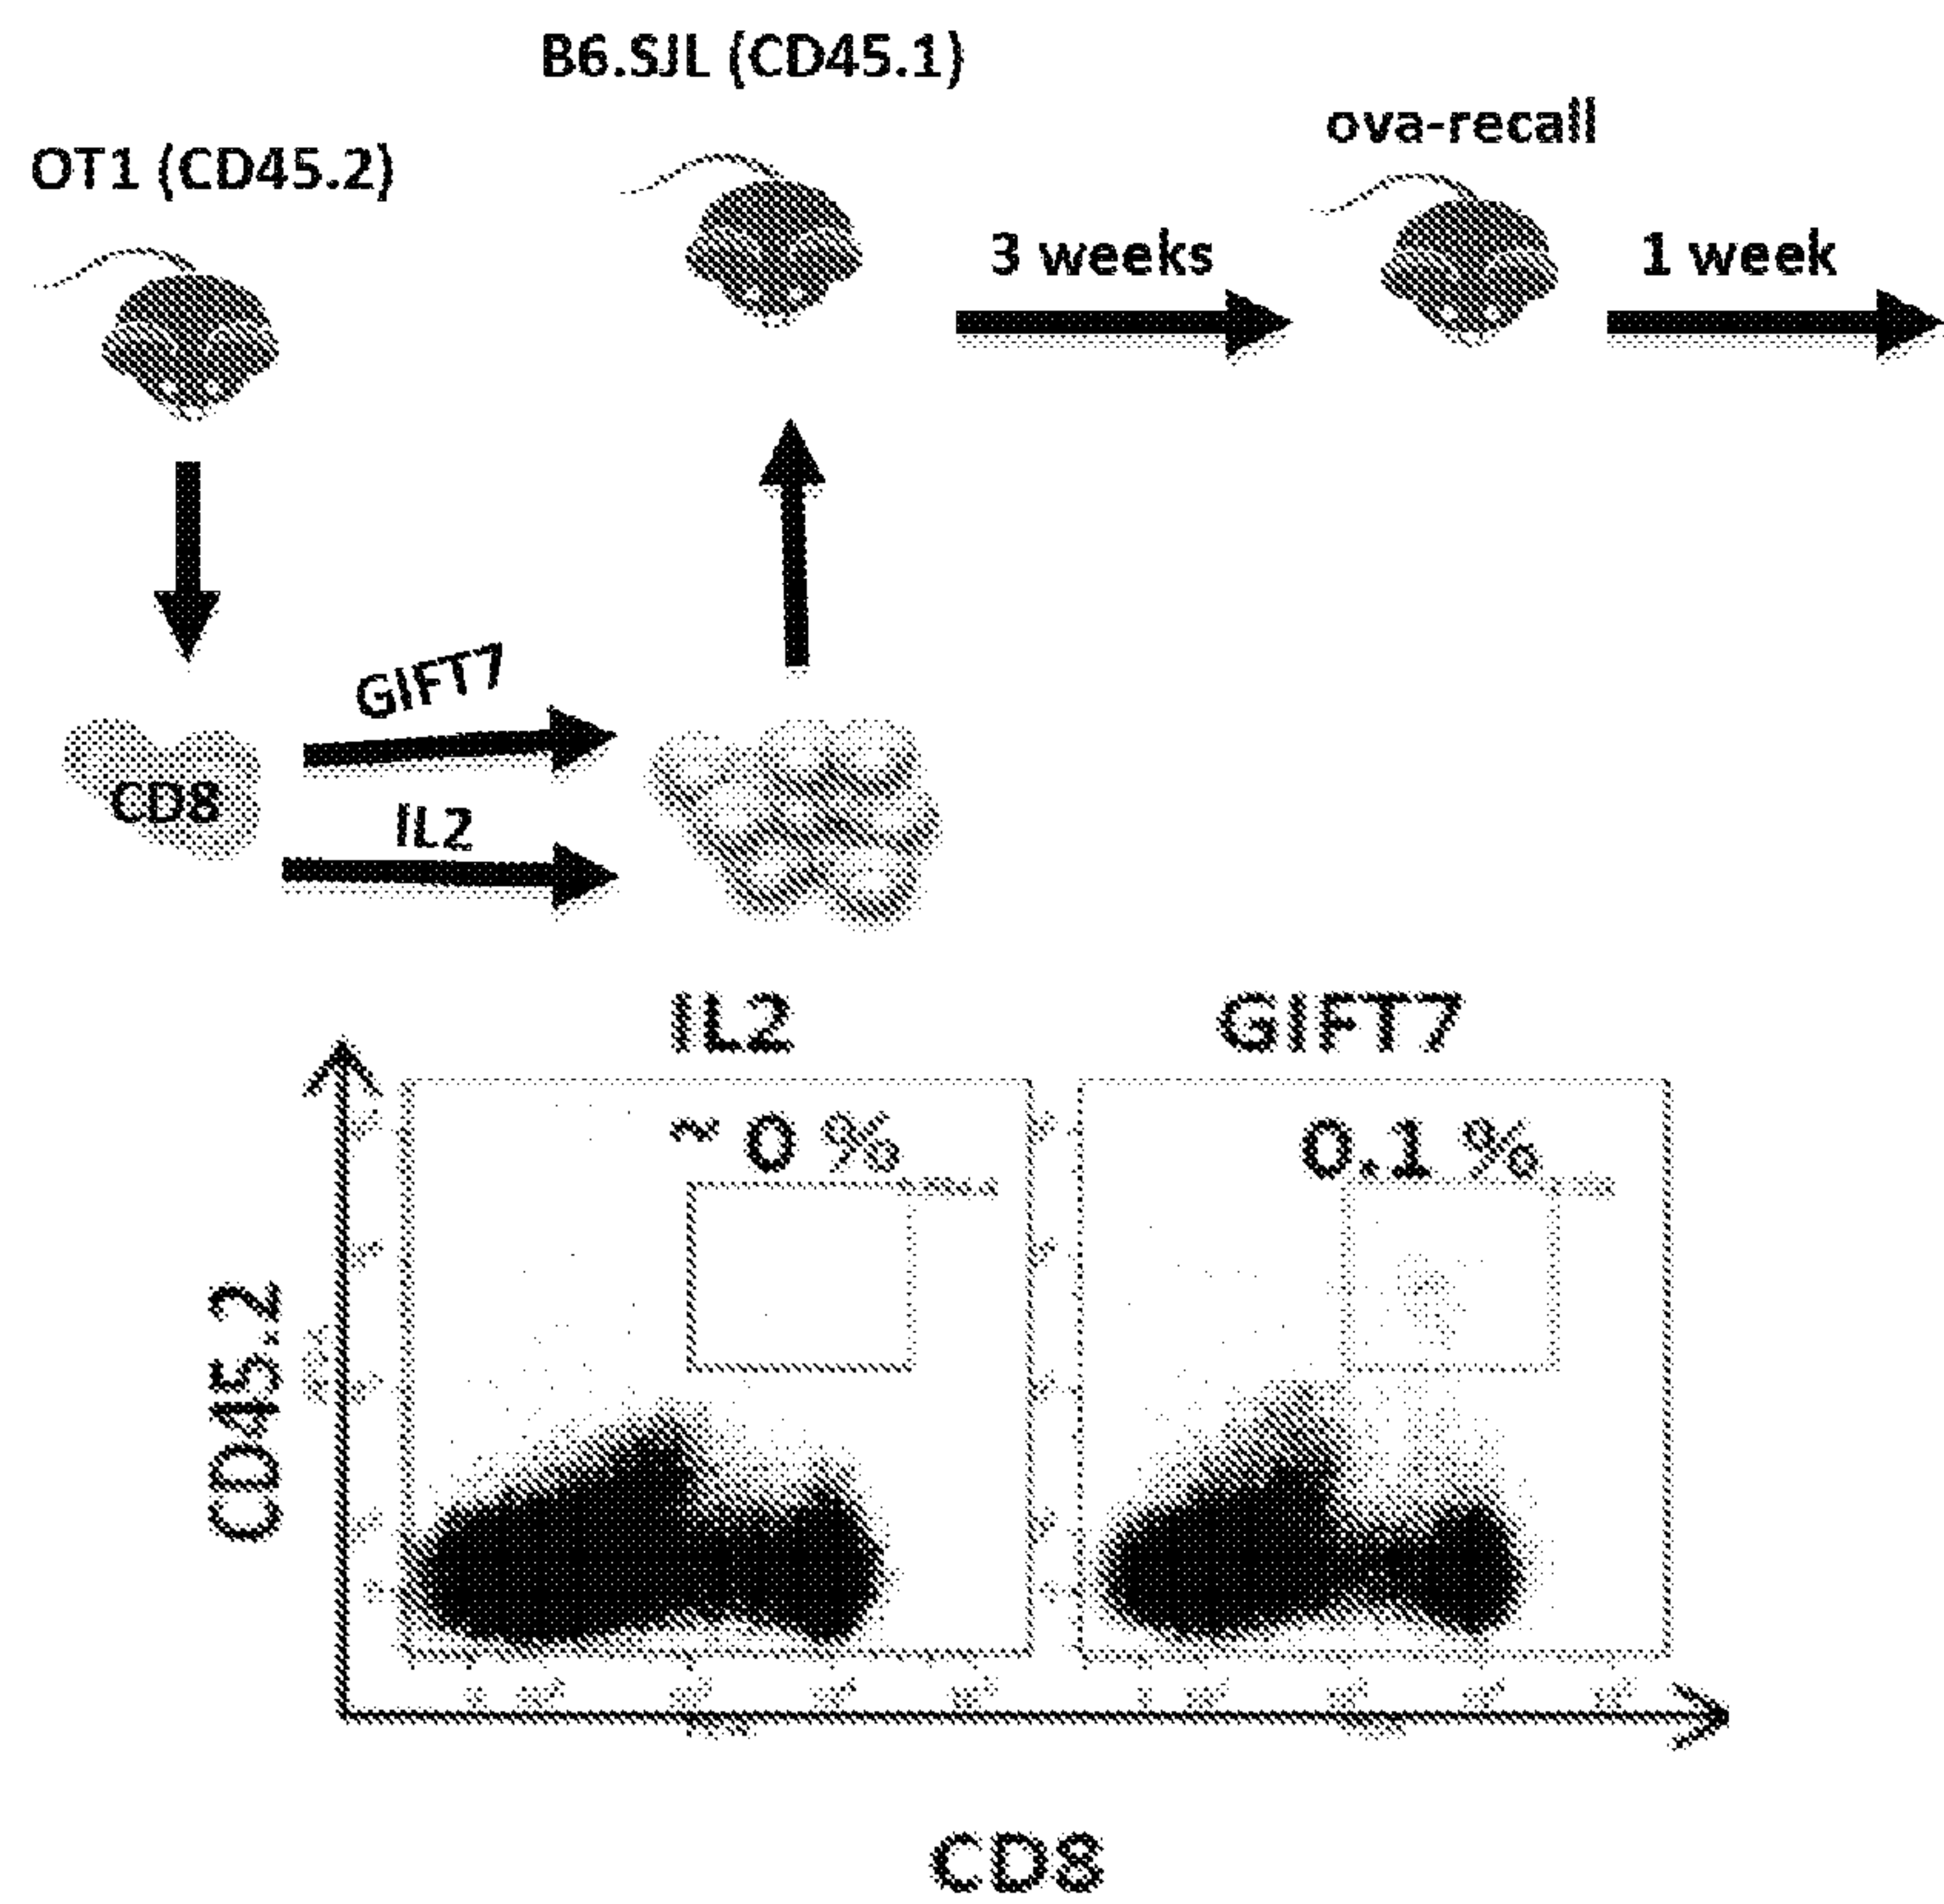 B6.SJL (CD45.1)
ova-recall
OT1 (CD45.2)
3 weeks
1 week
GIFT7
CD8
IL2
IL2
GIFT7
~ 0 %
0.1 %
CD45.2
CD8